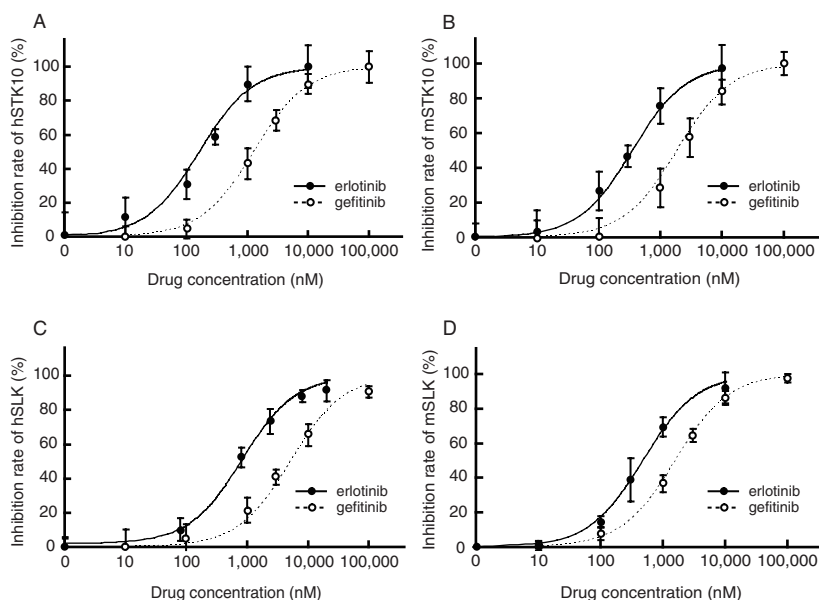 A
Inhibition rate of hSTK10 (%)
100
80
60
40
20
0
erlotinib
gefitinib
0 10 100 1,000 10,000 100,000
Drug concentration (nM)
B
Inhibition rate of mSTK10 (%)
100
80
60
40
20
0
erlotinib
gefitinib
0 10 100 1,000 10,000 100,000
Drug concentration (nM)
C
Inhibition rate of hSLK (%)
100
80
60
40
20
0
erlotinib
gefitinib
0 10 100 1,000 10,000 100,000
Drug concentration (nM)
D
Inhibition rate of mSLK (%)
100
80
60
40
20
0
erlotinib
gefitinib
0 10 100 1,000 10,000 100,000
Drug concentration (nM)